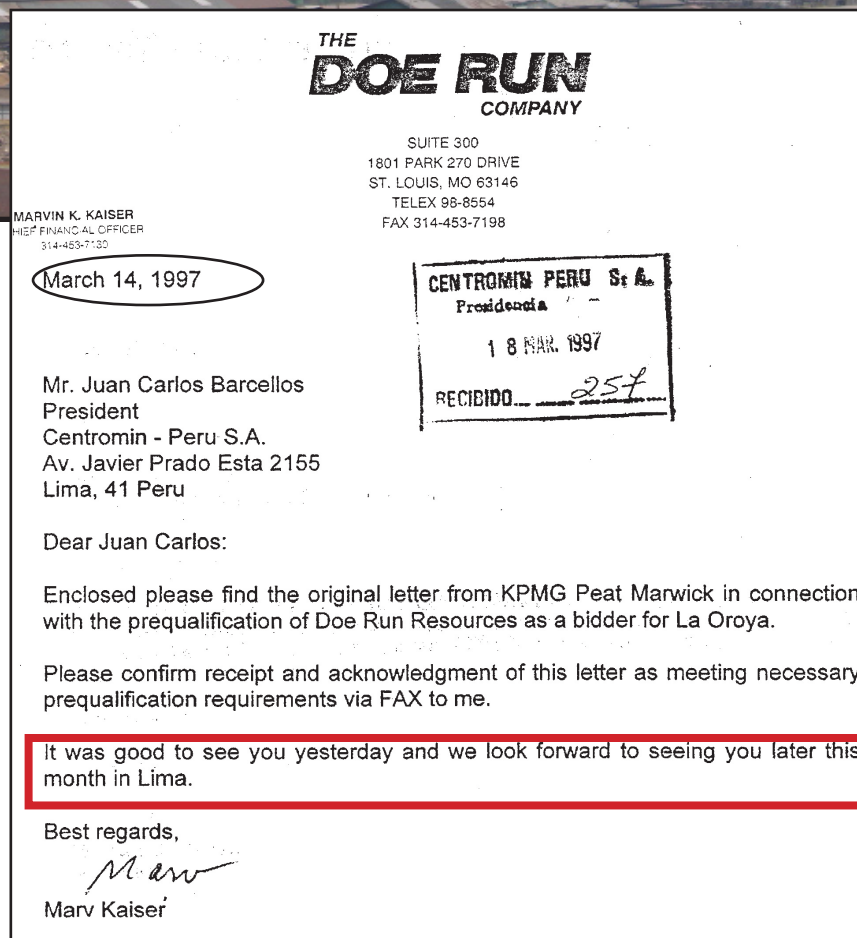 THE
DOE RUN
COMPANY
SUITE 300
1801 PARK 270 DRIVE
ST. LOUIS, MO 63146
TELEX 98-8554
FAX 314-453-7198
MARVIN K. KAISER
HIEF FINANCIAL OFFICER
314-453-7130
March 14, 1997
CENTROMIN PERU S. A.
Presidencia
18 MAR. 1997
RECIBIDO 257
Mr. Juan Carlos Barcellos
President
Centromin - Peru S.A.
Av. Javier Prado Esta 2155
Lima, 41 Peru
Dear Juan Carlos:
Enclosed please find the original letter from KPMG Peat Marwick in connection
with the prequalification of Doe Run Resources as a bidder for La Oroya.
Please confirm receipt and acknowledgment of this letter as meeting necessary
prequalification requirements via FAX to me.
It was good to see you yesterday and we look forward to seeing you later this
month in Lima.
Best regards,
Marv
Marv Kaiser